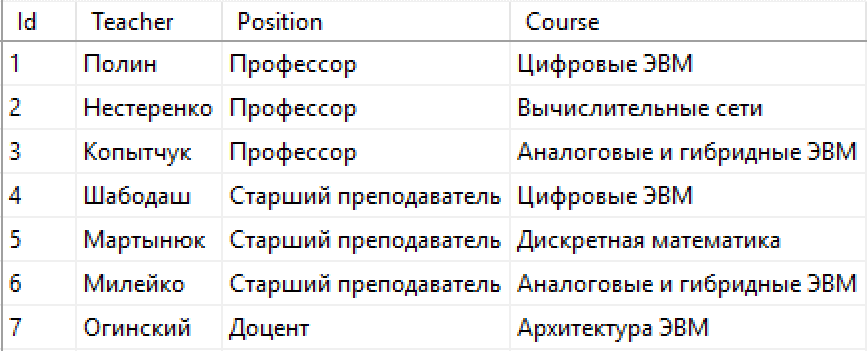 Id Teacher Position Course
1 Полин Профессор Цифровые ЭВМ
2 Нестеренко Профессор Вычислительные сети
3 Копытчук Профессор Аналоговые и гибридные ЭВМ
4 Шабодаш Старший преподаватель Цифровые ЭВМ
5 Мартынюк Старший преподаватель Дискретная математика
6 Милейко Старший преподаватель Аналоговые и гибридные ЭВМ
7 Огинский Доцент Архитектура ЭВМ